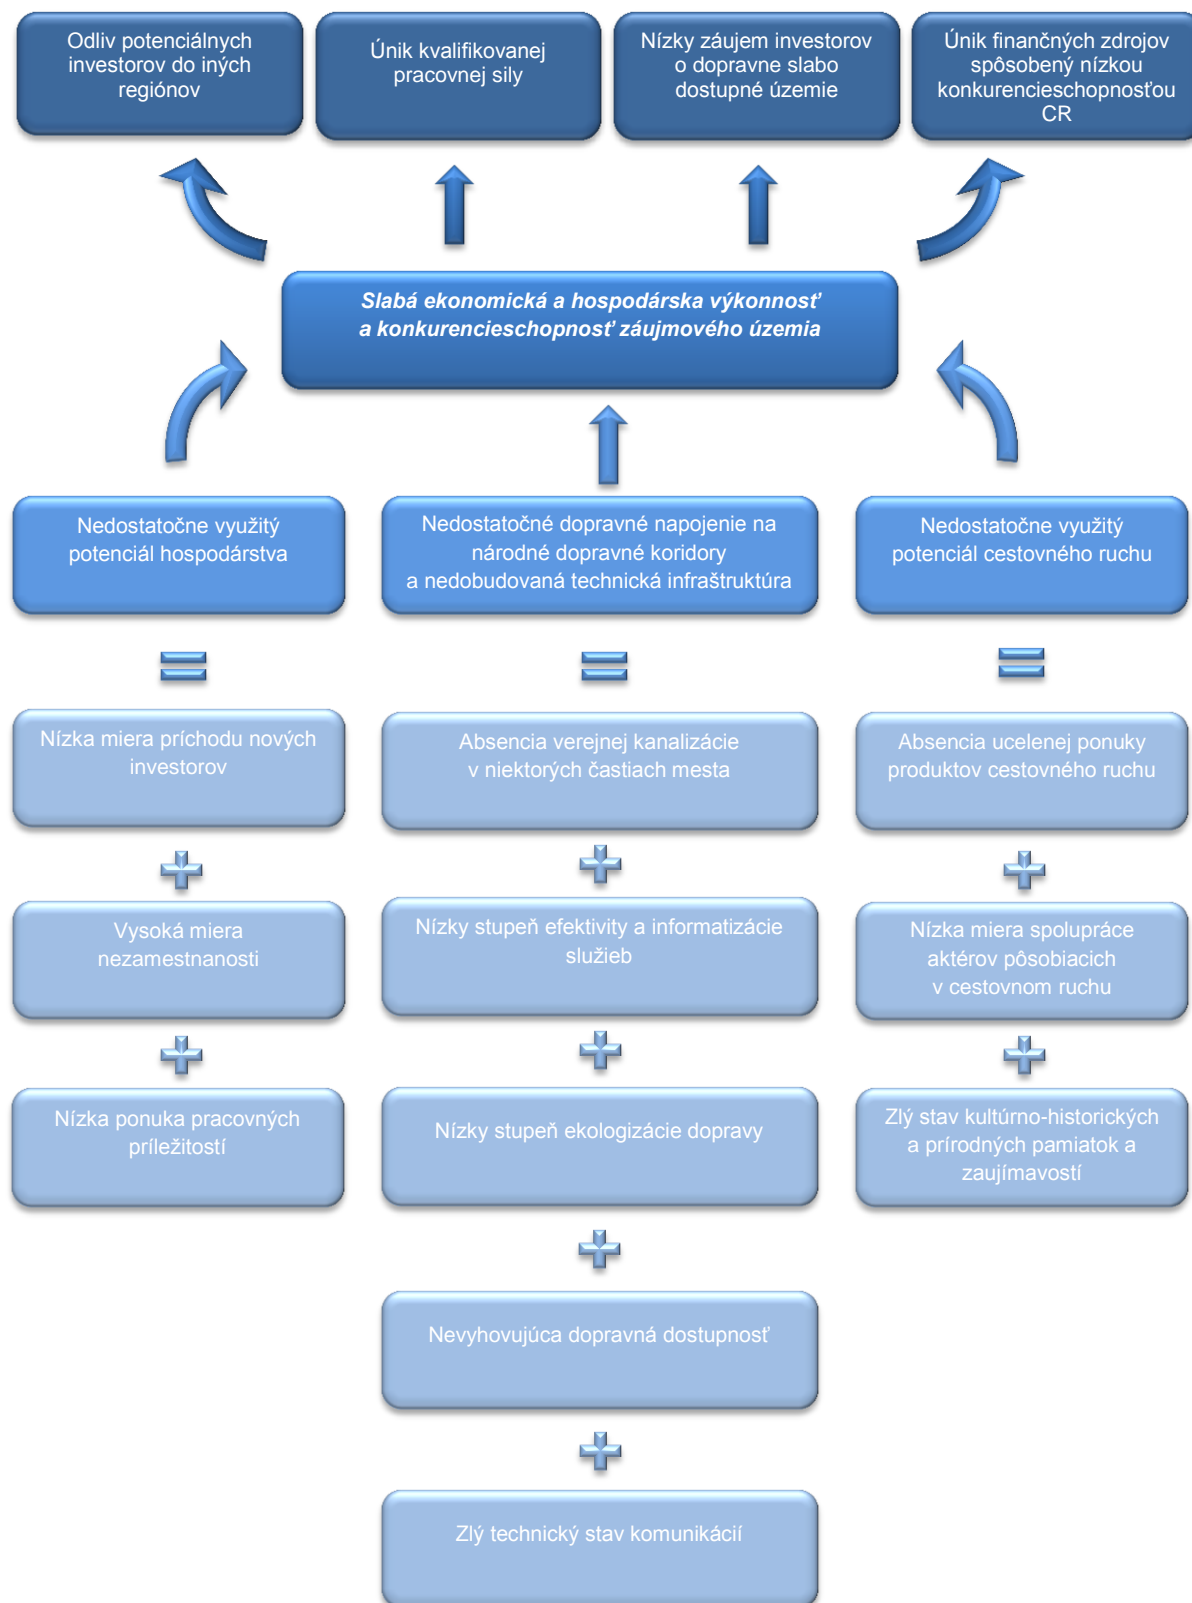 Odliv potenciálnych
investorov do iných
regiónov
Únik kvalifikovanej
pracovnej sily
Nízky záujem investorov
o dopravne slabo
dostupné územie
Únik finančných zdrojov
spôsobený nízkou
konkurencieschopnosťou
CR
Slabá ekonomická a hospodárska výkonnosť
a konkurencieschopnosť záujmového územia
Nedostatočne využitý
potenciál hospodárstva
Nedostatočné dopravné napojenie na
národné dopravné koridory
a nedobudovaná technická infraštruktúra
Nedostatočne využitý
potenciál cestovného ruchu
Nízka miera príchodu nových
investorov
Absencia verejnej kanalizácie
v niektorých častiach mesta
Absencia ucelenej ponuky
produktov cestovného ruchu
Vysoká miera
nezamestnanosti
Nízky stupeň efektivity a informatizácie
služieb
Nízka miera spolupráce
aktérov pôsobiacich
v cestovnom ruchu
Nízka ponuka pracovných
príležitostí
Nízky stupeň ekologizácie dopravy
Zlý stav kultúrno-historických
a prírodných pamiatok a
zaujímavostí
Nevyhovujúca dopravná dostupnosť
Zlý technický stav komunikácií